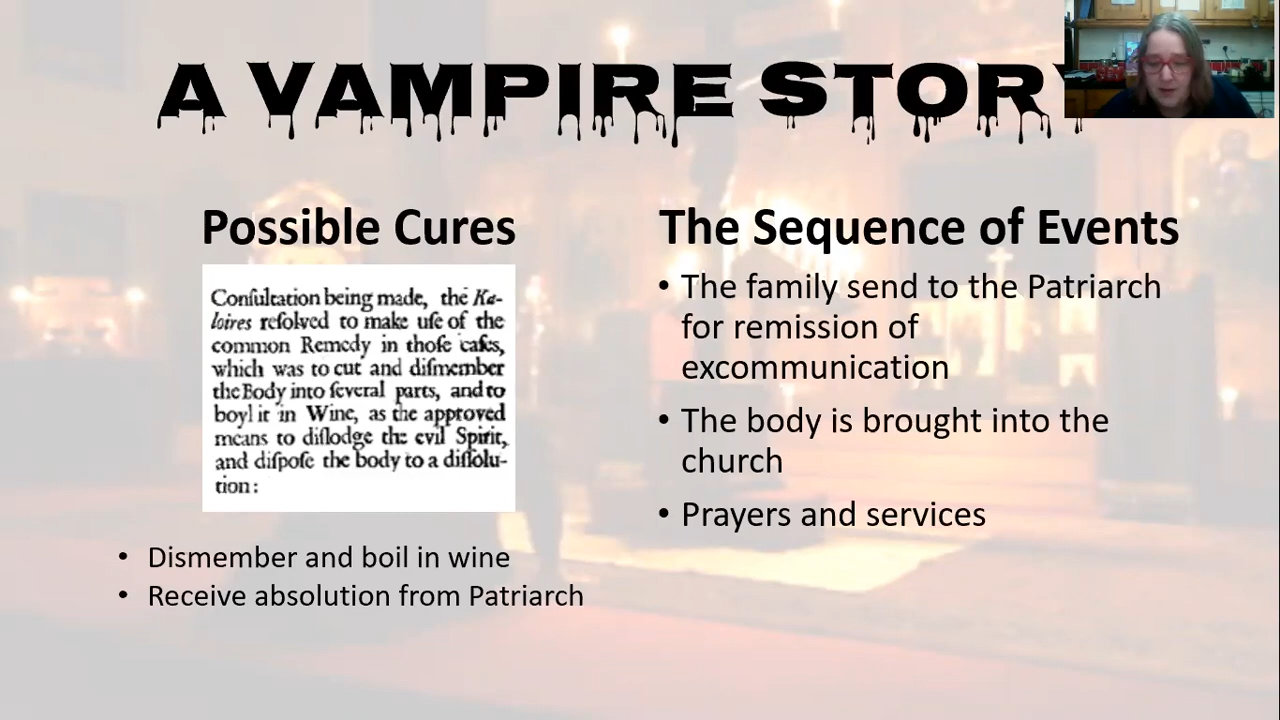 A VAMPIRE STORY
Possible Cures
Conſultation being made, the Ka-
loires reſolved to make uſe of the
common Remedy in thoſe caſes,
which was to cut and diſmember
the Body into ſeveral parts, and to
boyl it in Wine, as the approved
means to diſlodge the evil Spirit,
and diſpoſe the body to a diſſolu-
tion:
• Dismember and boil in wine
• Receive absolution from Patriarch
The Sequence of Events
• The family send to the Patriarch
for remission of
excommunication
• The body is brought into the
church
• Prayers and services